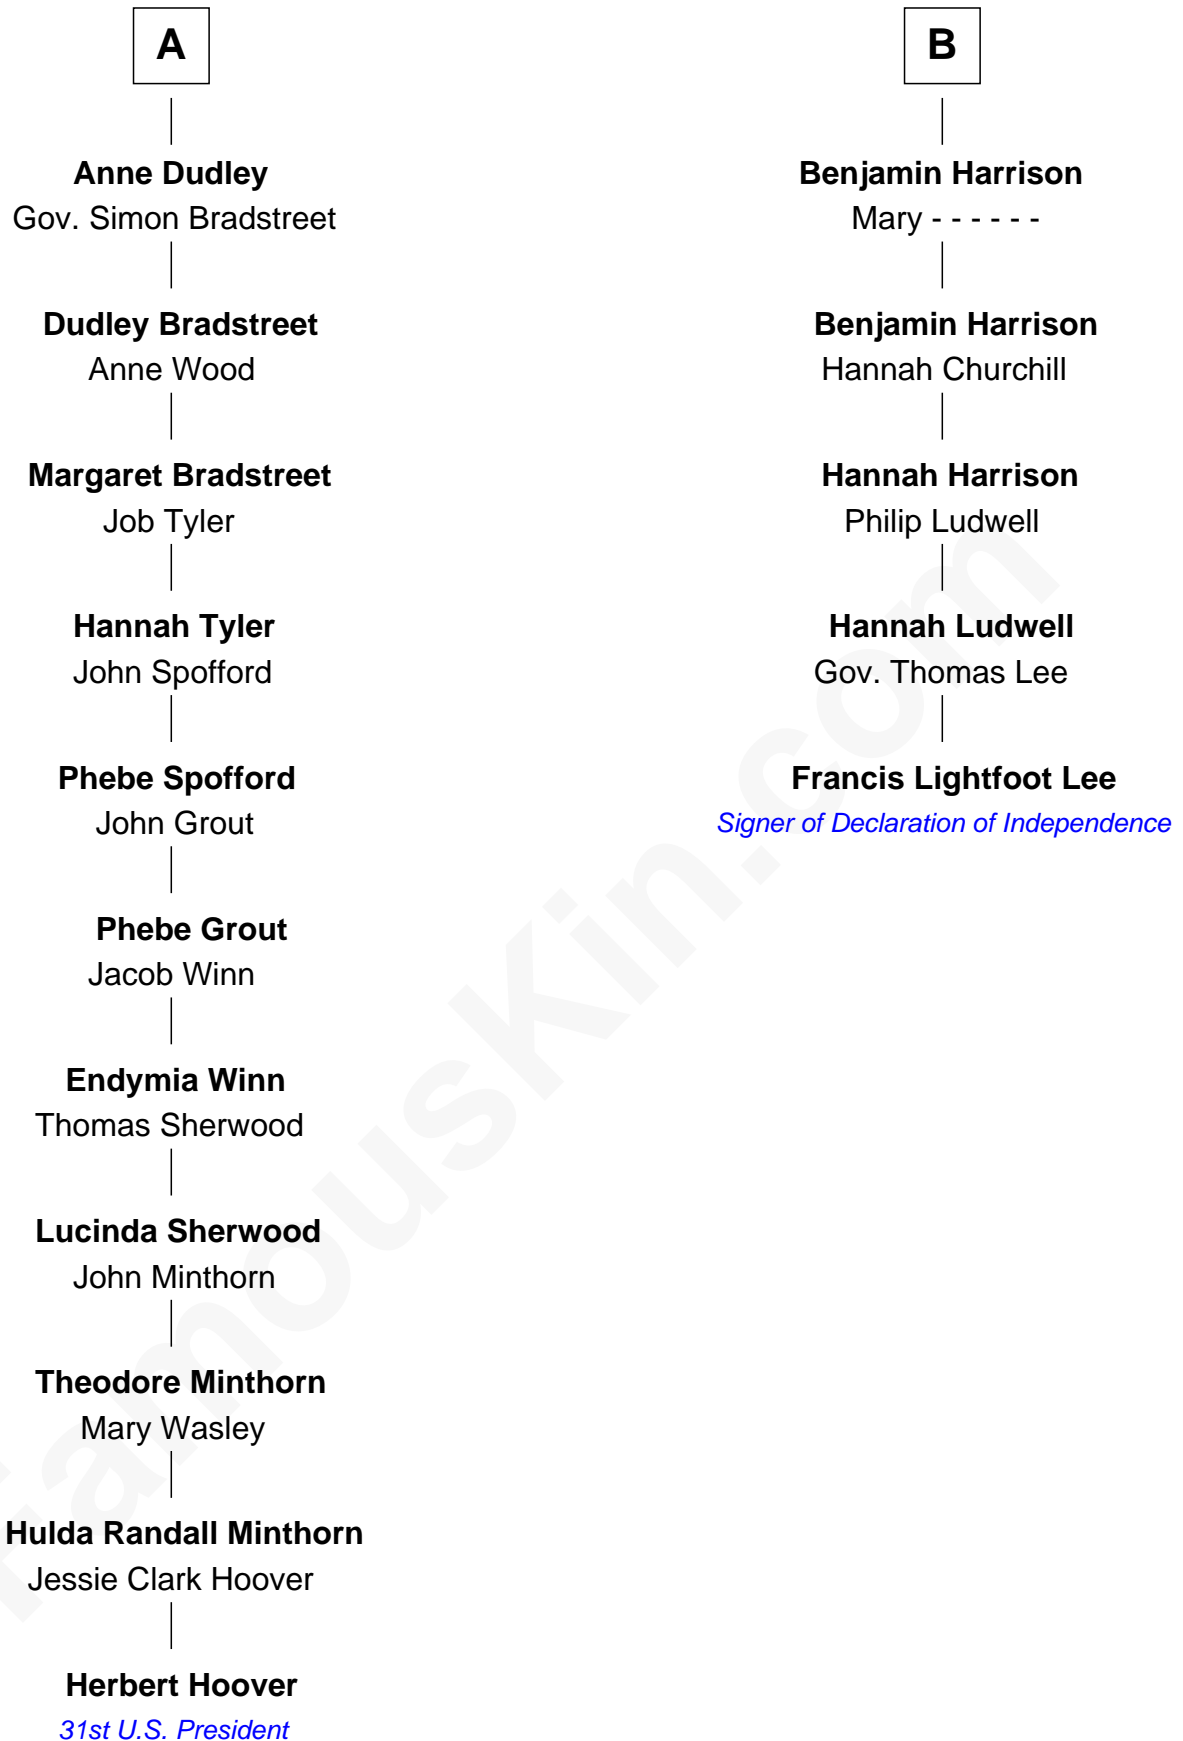 A
Anne Dudley
Gov. Simon Bradstreet
Dudley Bradstreet
Anne Wood
Margaret Bradstreet
Job Tyler
Hannah Tyler
John Spofford
Phebe Spofford
John Grout
Phebe Grout
Jacob Winn
Endymia Winn
Thomas Sherwood
Lucinda Sherwood
John Minthorn
Theodore Minthorn
Mary Wasley
Hulda Randall Minthorn
Jessie Clark Hoover
Herbert Hoover
31st U.S. President
B
Benjamin Harrison
Mary - - - - - -
Benjamin Harrison
Hannah Churchill
Hannah Harrison
Philip Ludwell
Hannah Ludwell
Gov. Thomas Lee
Francis Lightfoot Lee
Signer of Declaration of Independence
FamousKin.com